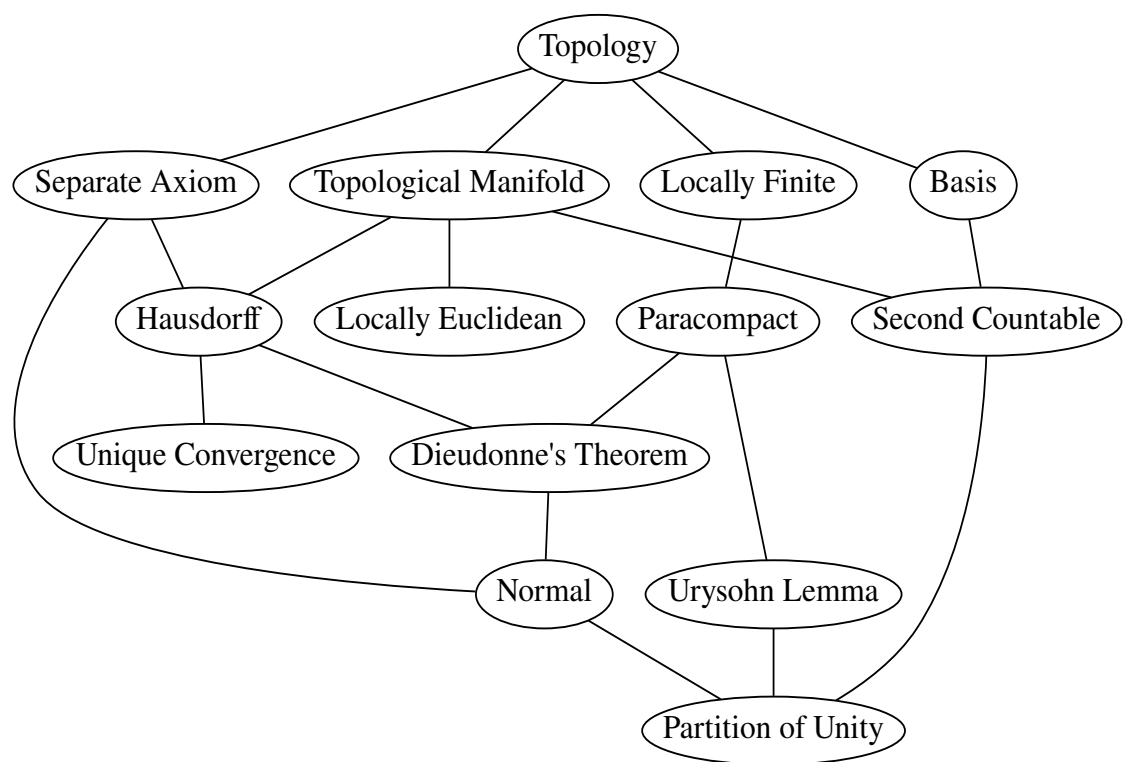 Topology
Separate Axiom
Topological Manifold
Locally Finite
Basis
Hausdorff
Locally Euclidean
Paracompact
Second Countable
Unique Convergence
Dieudonne's Theorem
Normal
Urysohn Lemma
Partition of Unity